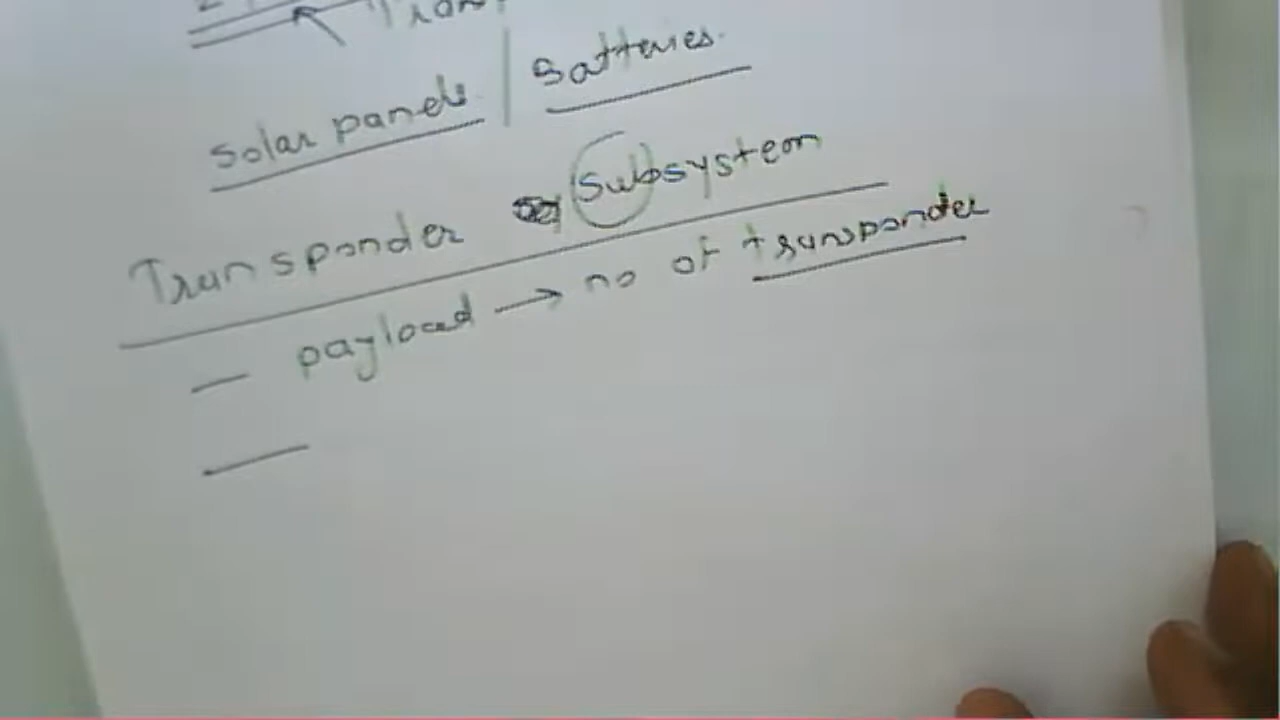 Solar panels | Batteries.
Transponder Subsystem
— payload → no of transponder
—